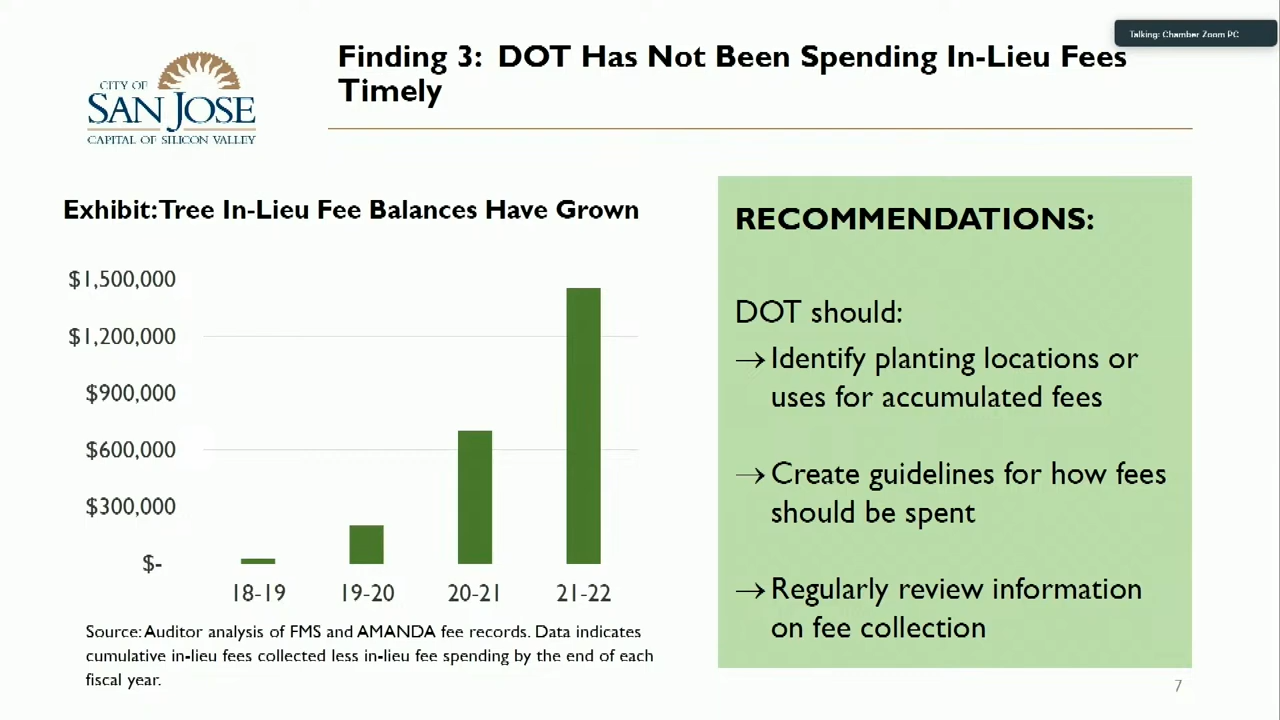 Talking: Chamber Zoom PC
CITY OF
SAN JOSE
CAPITAL OF SILICON VALLEY
Finding 3: DOT Has Not Been Spending In-Lieu Fees
Timely
Exhibit: Tree In-Lieu Fee Balances Have Grown
$1,500,000
$1,200,000
$900,000
$600,000
$300,000
$-
18-19 19-20 20-21 21-22
Source: Auditor analysis of FMS and AMANDA fee records. Data indicates
cumulative in-lieu fees collected less in-lieu fee spending by the end of each
fiscal year.
RECOMMENDATIONS:
DOT should:
→ Identify planting locations or
uses for accumulated fees
→ Create guidelines for how fees
should be spent
→ Regularly review information
on fee collection
7